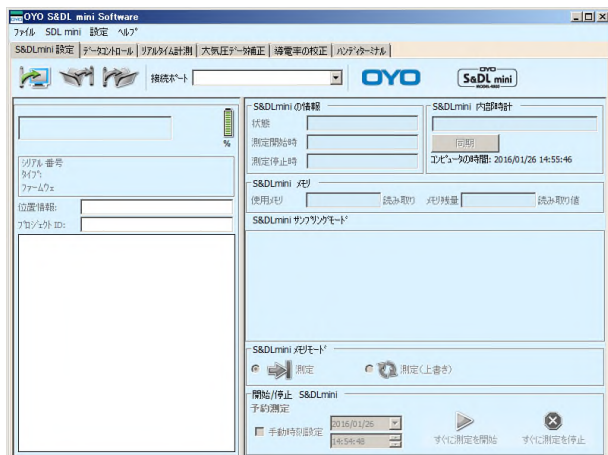 OYO S&DL mini Software
ﾌｧｲﾙ SDL mini 設定 ﾍﾙﾌﾟ
S&DLmini 設定 ﾃﾞｰﾀｺﾝﾄﾛｰﾙ ﾘｱﾙﾀｲﾑ計測 大気圧ﾃﾞｰﾀ補正 導電率の校正 ﾊﾝﾃﾞｨﾀｰﾐﾅﾙ
接続ﾎﾟｰﾄ OYO OYO S&DL mini
%
ｼﾘｱﾙ 番号
ﾀｲﾌﾟ:
ﾌｧｰﾑｳｪ
位置情報:
ﾌﾟﾛｼﾞｪｸﾄ ID:
S&DLmini の情報
状態
測定開始時
測定停止時
S&DLmini 内部時計
同期
ｺﾝﾋﾟｭｰﾀの時間: 2016/01/26 14:55:46
S&DLmini ﾒﾓﾘ
使用ﾒﾓﾘ 読み取り ﾒﾓﾘ残量 読み取り値
S&DLmini ｻﾝﾌﾟﾘﾝｸﾞﾓｰﾄﾞ
S&DLmini ﾒﾓﾘﾓｰﾄﾞ
測定 測定(上書き)
開始/停止 S&DLmini
予約測定
手動時刻設定 2016/01/26
14:54:48
すぐに測定を開始 すぐに測定を停止